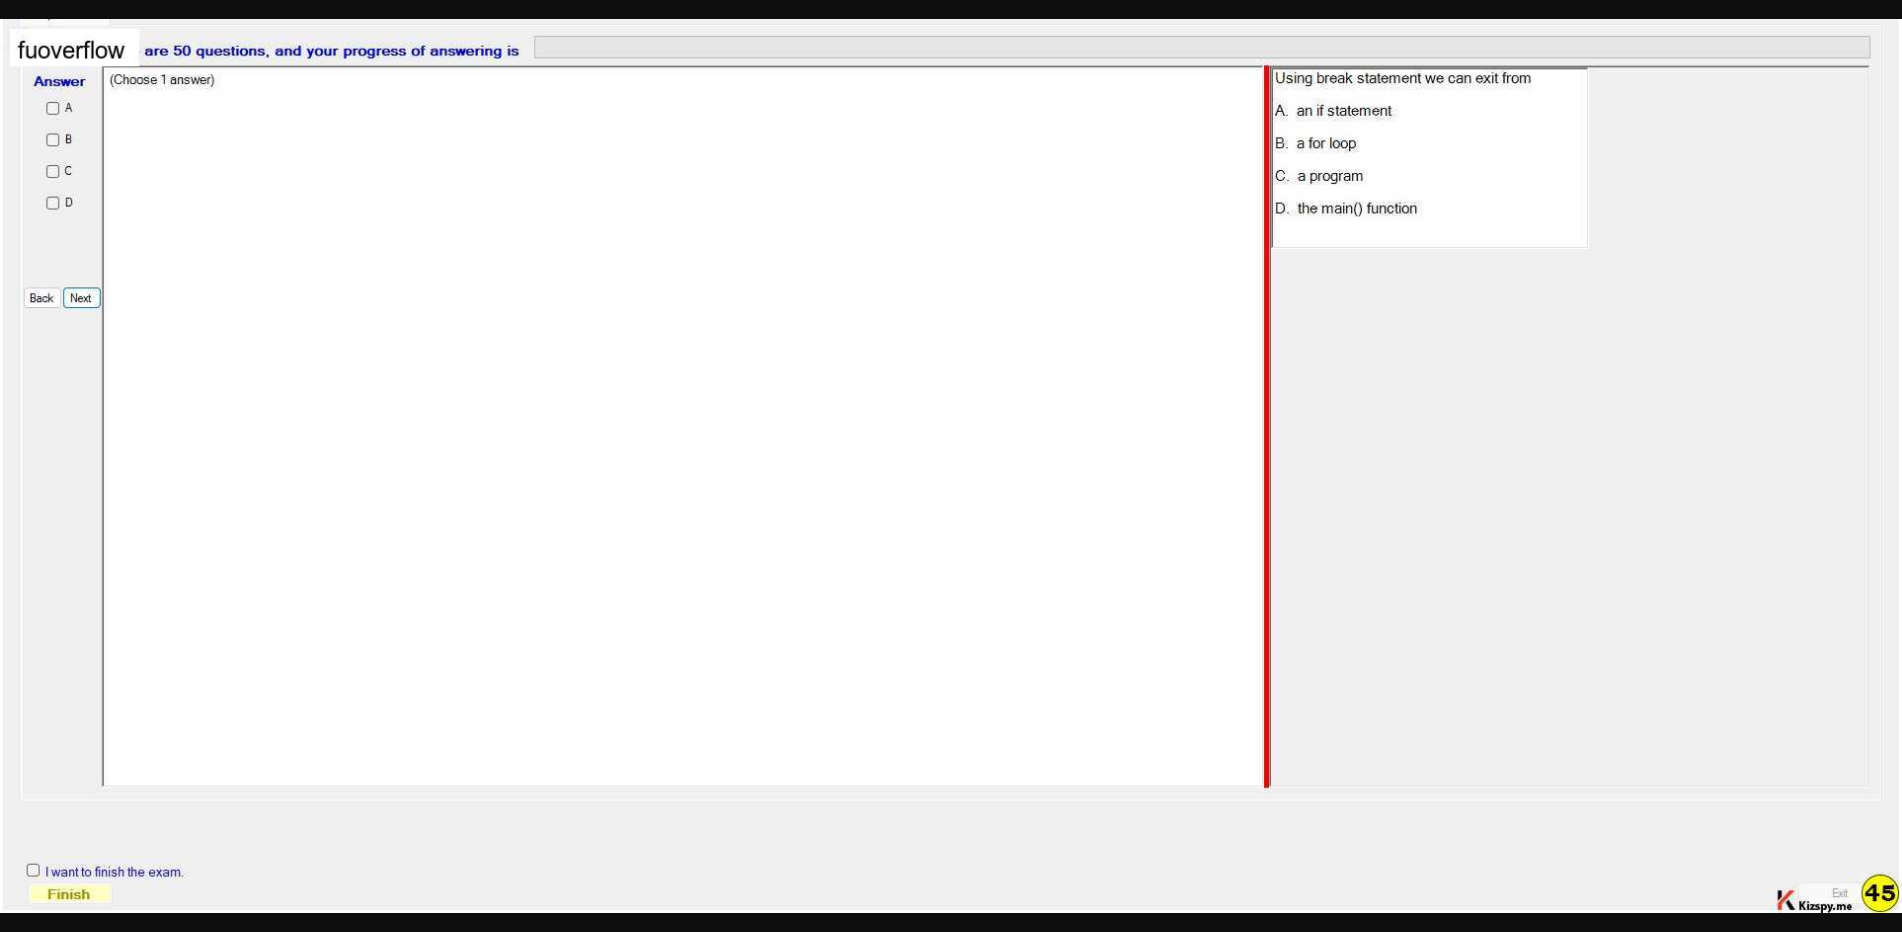 fuoverflow are 50 questions, and your progress of answering is
Answer
A
B
C
D
Back Next
(Choose 1 answer)
Using break statement we can exit from
A. an if statement
B. a for loop
C. a program
D. the main() function
I want to finish the exam.
Finish
Exit
Kizspy.me
45